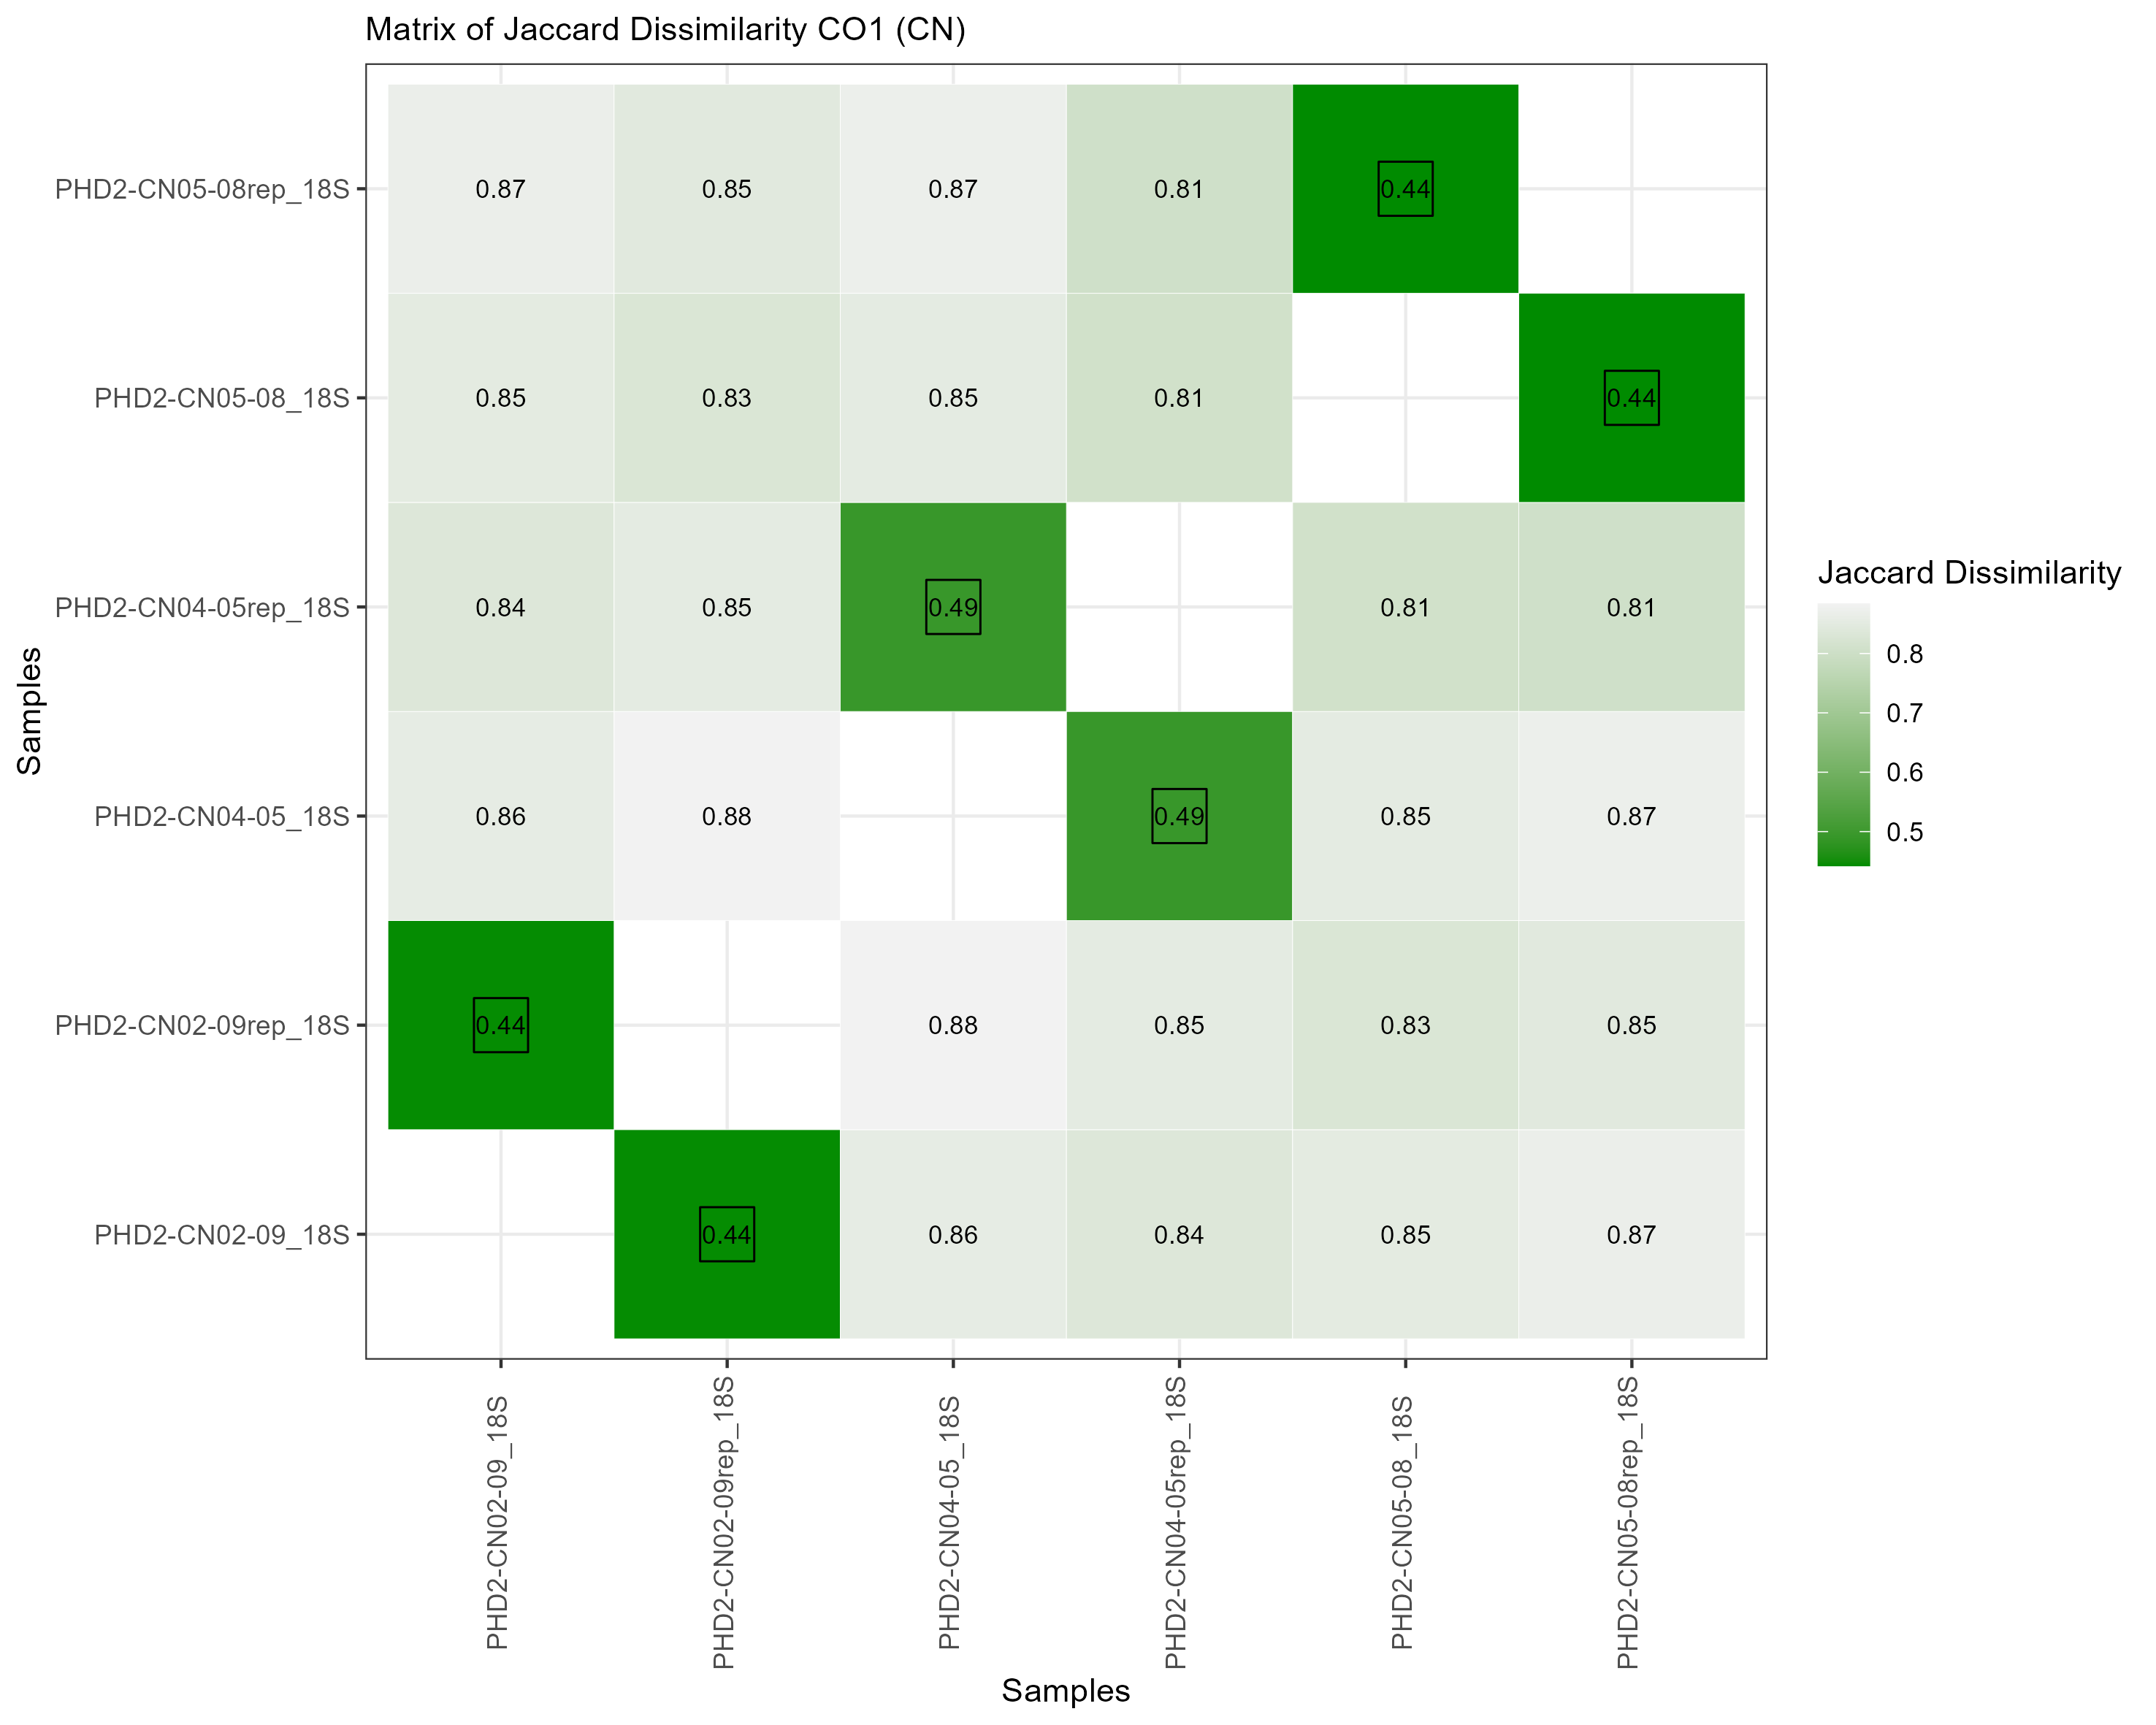 Matrix of Jaccard Dissimilarity CO1 (CN)
PHD2-CN05-08rep_18S 0.87 0.85 0.87 0.81 0.44
PHD2-CN05-08_18S 0.85 0.83 0.85 0.81 0.44
PHD2-CN04-05rep_18S 0.84 0.85 0.49 0.81 0.81
PHD2-CN04-05_18S 0.86 0.88 0.49 0.85 0.87
PHD2-CN02-09rep_18S 0.44 0.88 0.85 0.83 0.85
PHD2-CN02-09_18S 0.44 0.86 0.84 0.85 0.87
Samples
PHD2-CN02-09_18S
PHD2-CN02-09rep_18S
PHD2-CN04-05_18S
PHD2-CN04-05rep_18S
PHD2-CN05-08_18S
PHD2-CN05-08rep_18S
Samples
Jaccard Dissimilarity
0.8
0.7
0.6
0.5